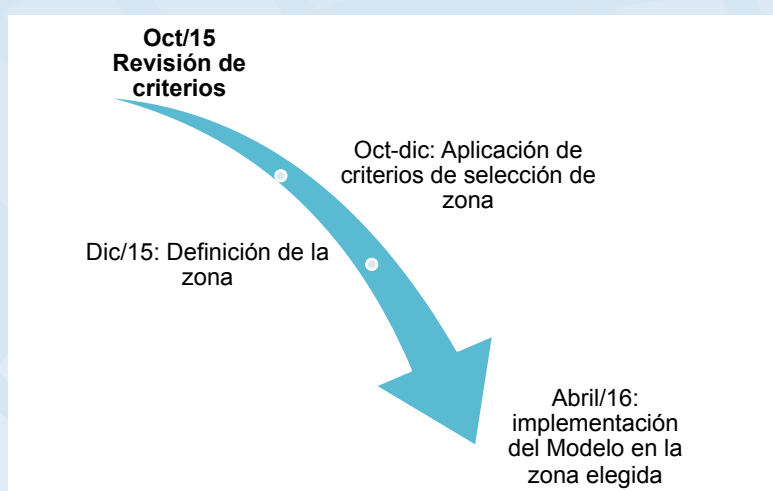 Oct/15
Revisión de
criterios
Oct-dic: Aplicación de
criterios de selección de
zona
Dic/15: Definición de la
zona
Abril/16:
implementación
del Modelo en la
zona elegida